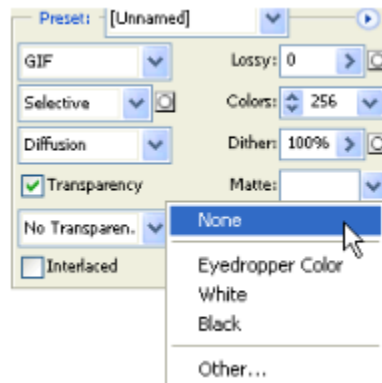 Preset: [Unnamed]
GIF Lossy: 0
Selective Colors: 256
Diffusion Dither: 100%
Transparency Matte:
No Transparen.
Interlaced
None
Eyedropper Color
White
Black
Other...